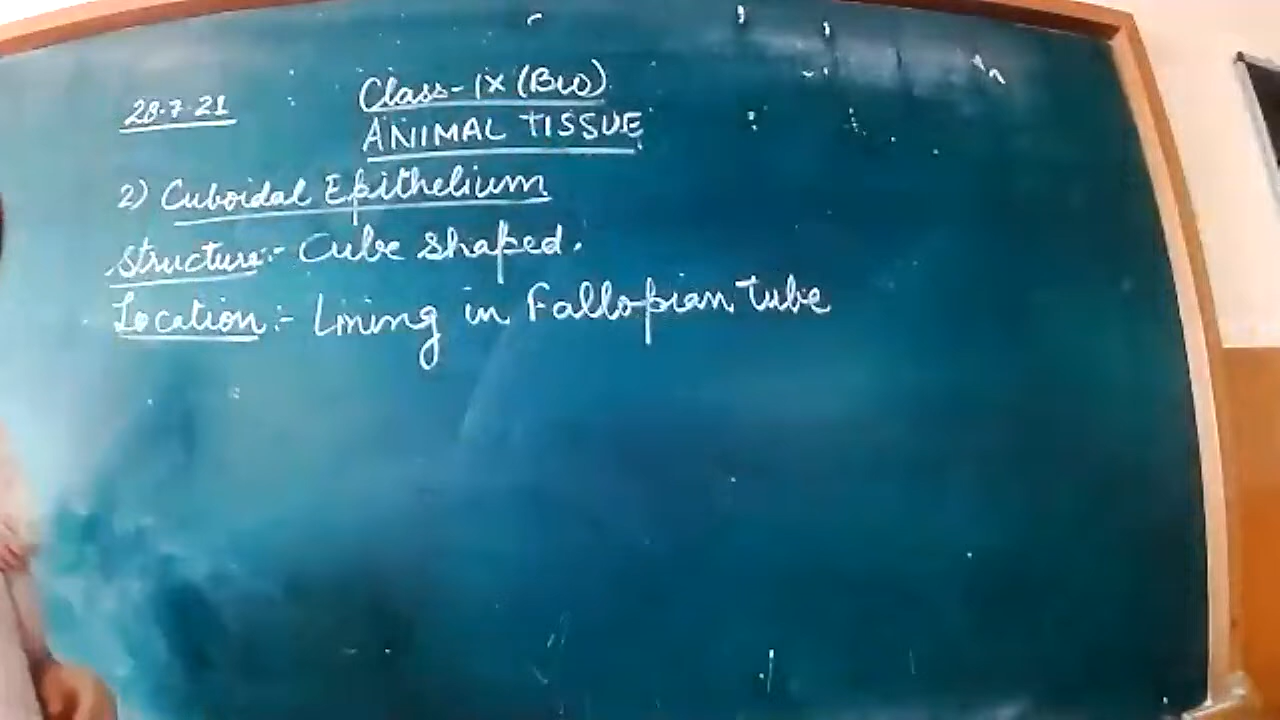 28.7.21
Class-IX (Bio)
ANIMAL TISSUE
2) Cuboidal Epithelium
Structure:- Cube shaped.
Location:- Lining in Fallopian Tube